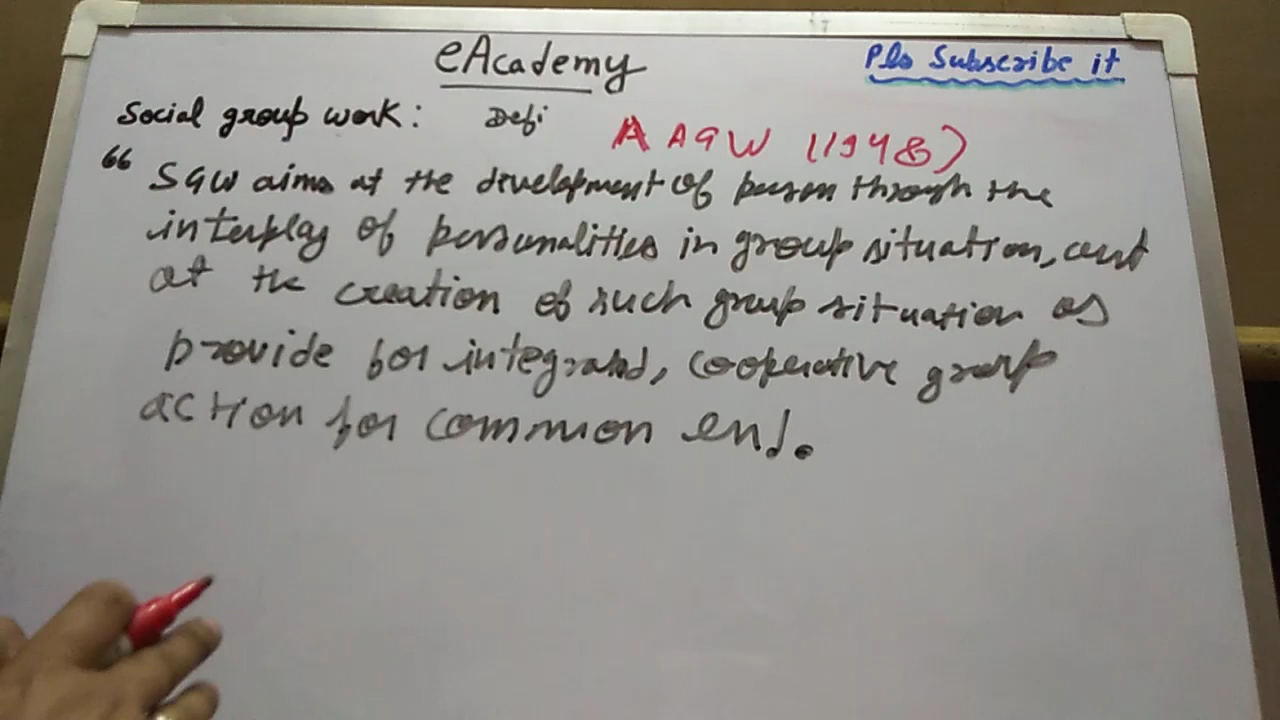 eAcademy
Pls Subscribe it
Social group work: Defi
AAGW (1948)
“ SGW aims at the development of person through the
interplay of personalities in group situation, and
at the creation of such group situation as
provide for integrated, cooperative group
action for common end.